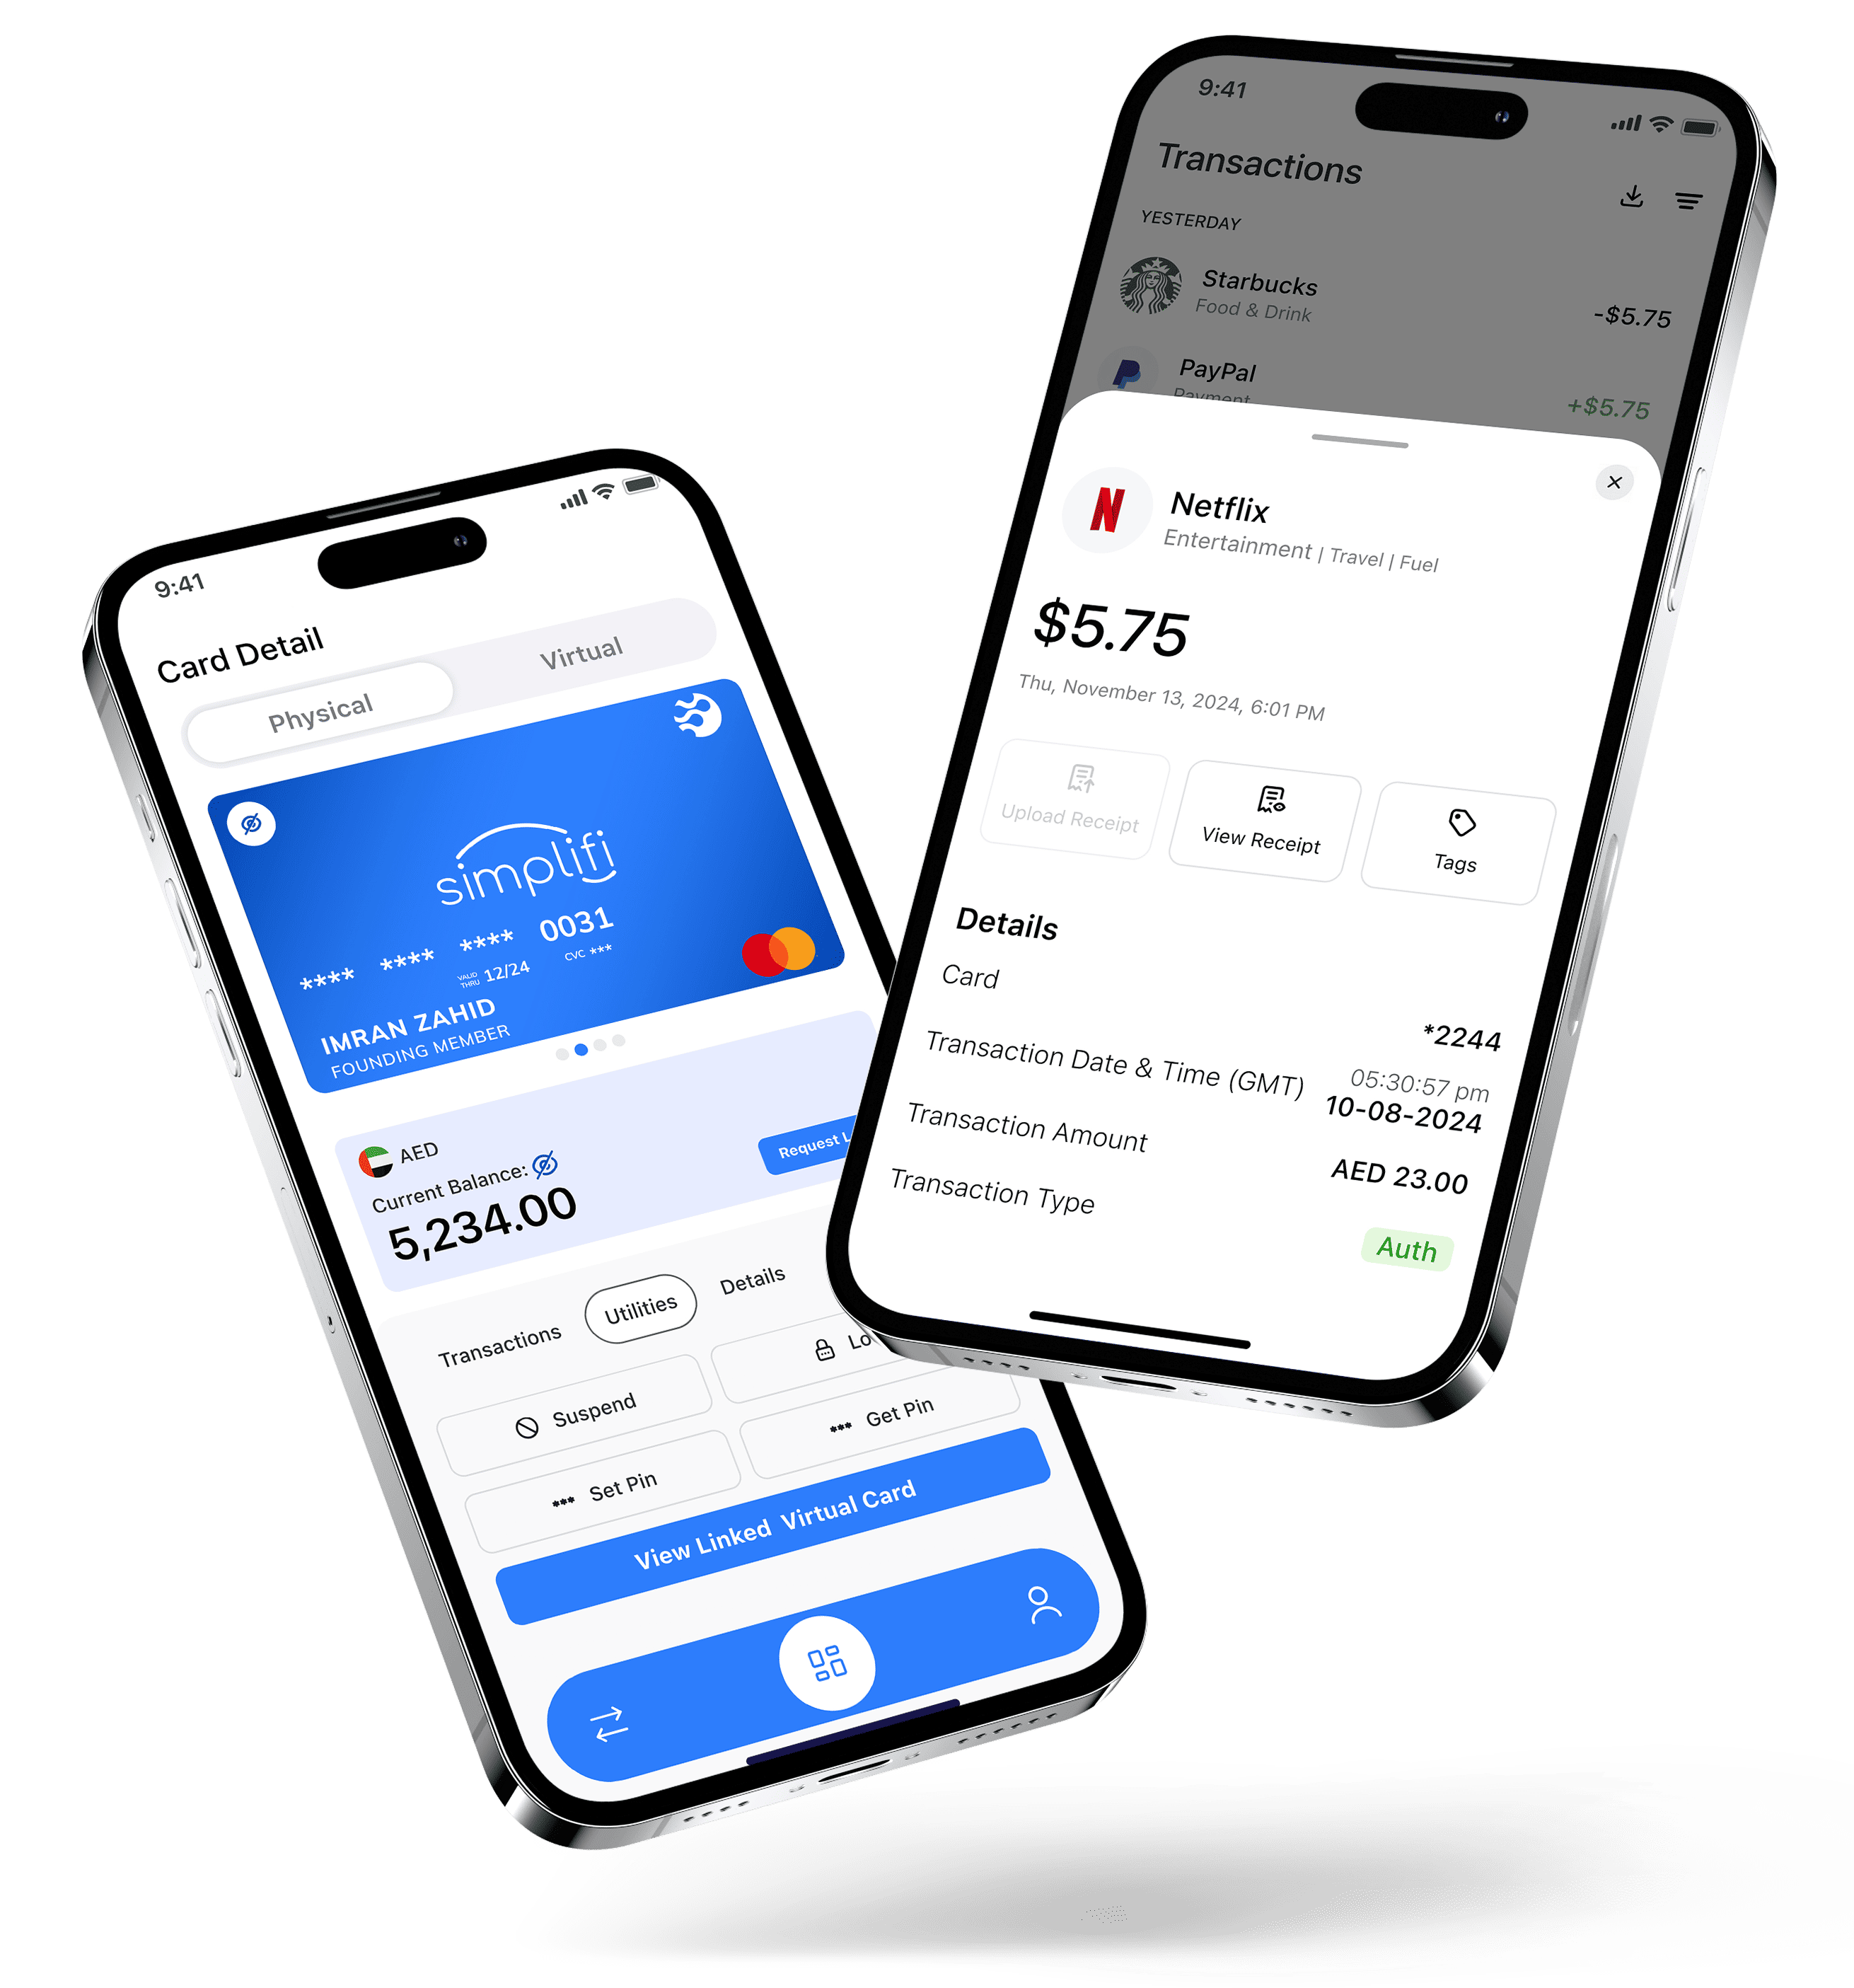 9:41
Card Detail
Physical
Virtual
simplifi
**** **** **** 0031
VALID THRU 12/24 CVC ***
IMRAN ZAHID
FOUNDING MEMBER
AED
Current Balance:
5,234.00
Request
Transactions
Utilities
Details
Suspend
*** Set Pin
*** Get Pin
View Linked Virtual Card
9:41
Transactions
YESTERDAY
Starbucks
Food & Drink
-$5.75
PayPal
Payment
+$5.75
Netflix
Entertainment | Travel | Fuel
$5.75
Thu, November 13, 2024, 6:01 PM
Upload Receipt
View Receipt
Tags
Details
Card
*2244
Transaction Date & Time (GMT)
05:30:57 pm
10-08-2024
Transaction Amount
AED 23.00
Transaction Type
Auth